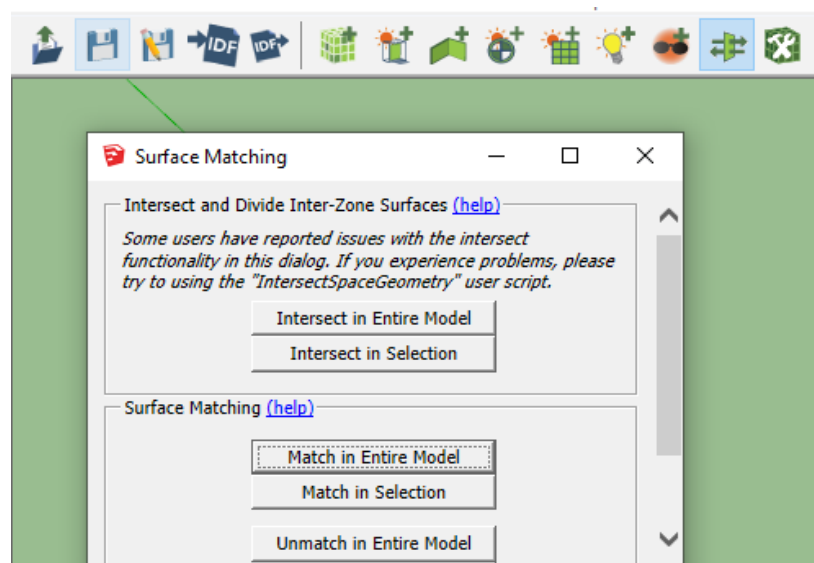 IDF
IDF
Surface Matching
Intersect and Divide Inter-Zone Surfaces (help)
Some users have reported issues with the intersect
functionality in this dialog. If you experience problems, please
try to using the "IntersectSpaceGeometry" user script.
Intersect in Entire Model
Intersect in Selection
Surface Matching (help)
Match in Entire Model
Match in Selection
Unmatch in Entire Model